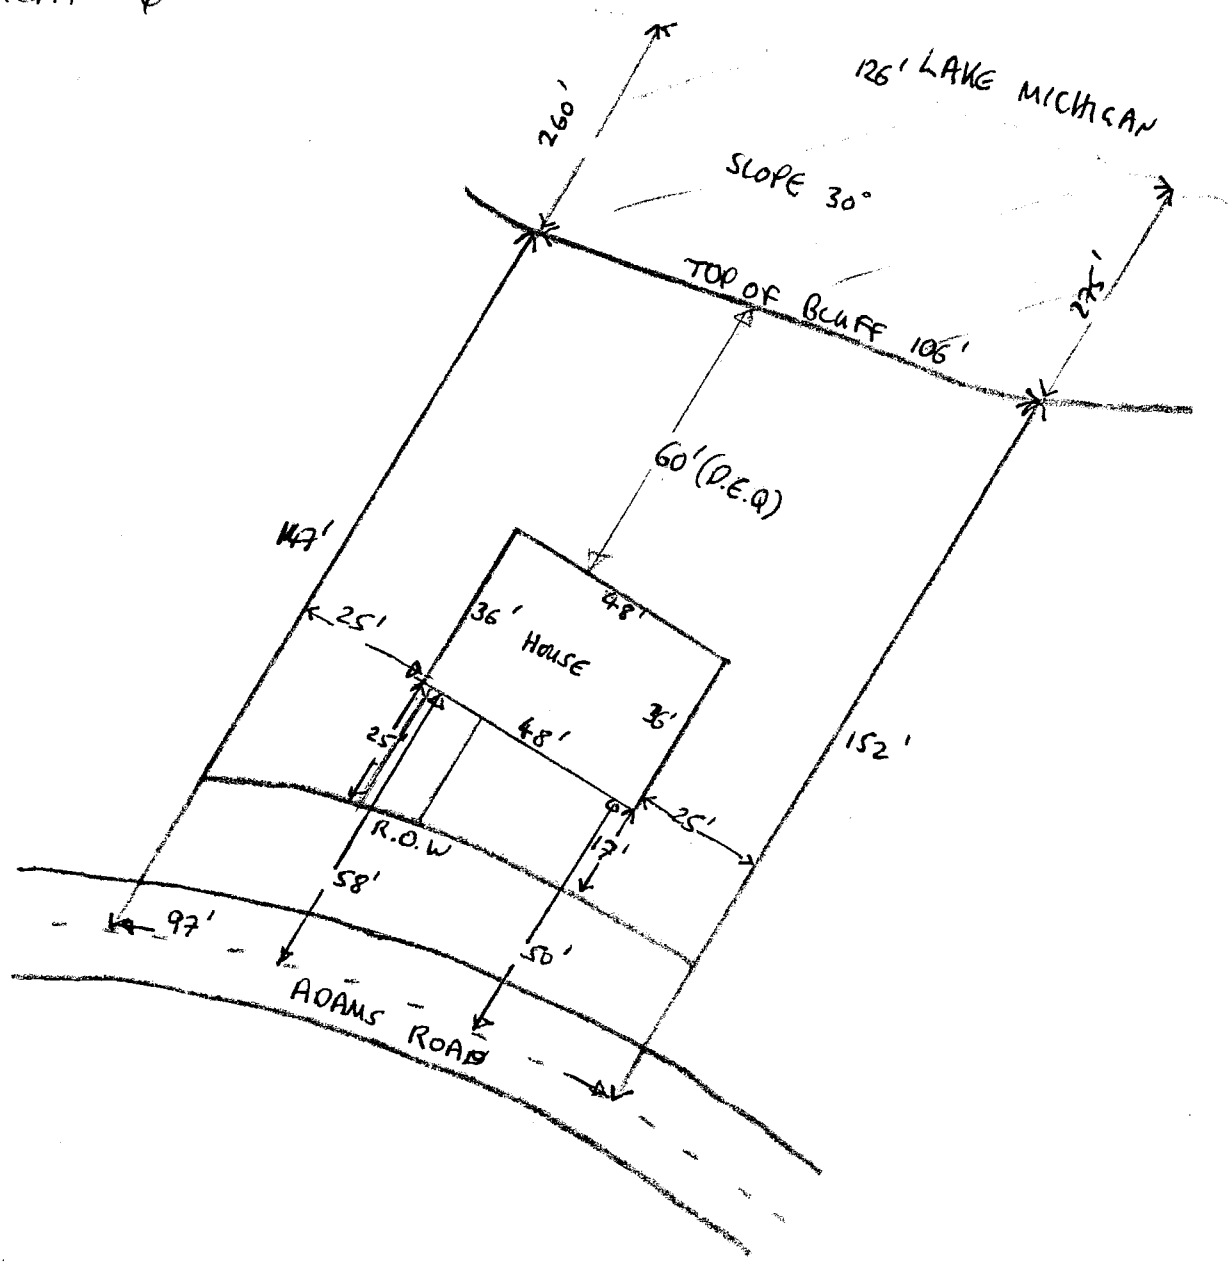 260'
126' LAKE MICHIGAN
SLOPE 30°
275'
TOP OF BLUFF 106'
60' (D.E.Q)
147'
25'
36'
48'
HOUSE
36'
48'
25'
152'
25'
17'
R.O.W
58'
97'
50'
ADAMS ROAD